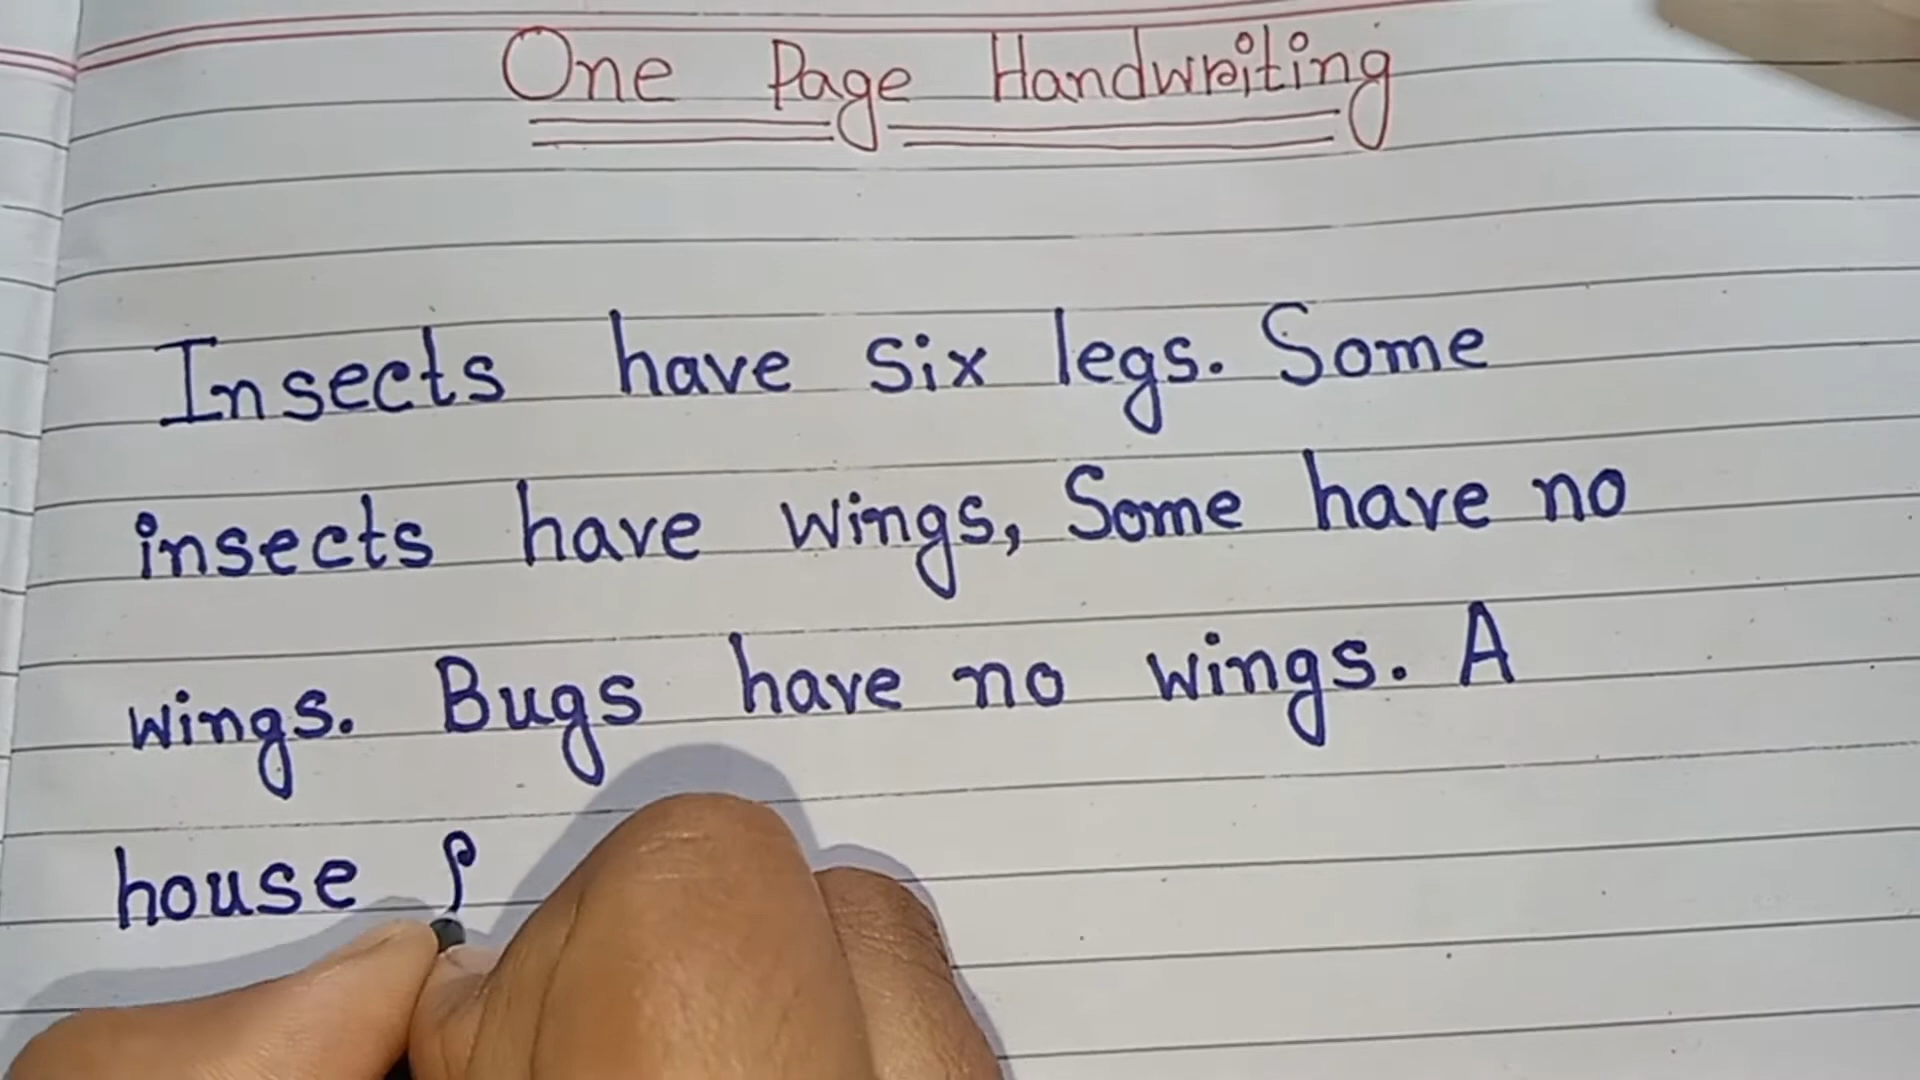 One Page Handwriting
Insects have six legs. Some
insects have wings, Some have no
wings. Bugs have no wings. A
house